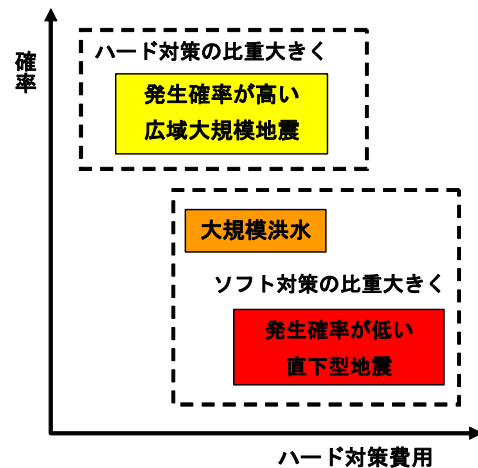 確率
ハード対策の比重大きく
発生確率が高い
広域大規模地震
大規模洪水
ソフト対策の比重大きく
発生確率が低い
直下型地震
ハード対策費用